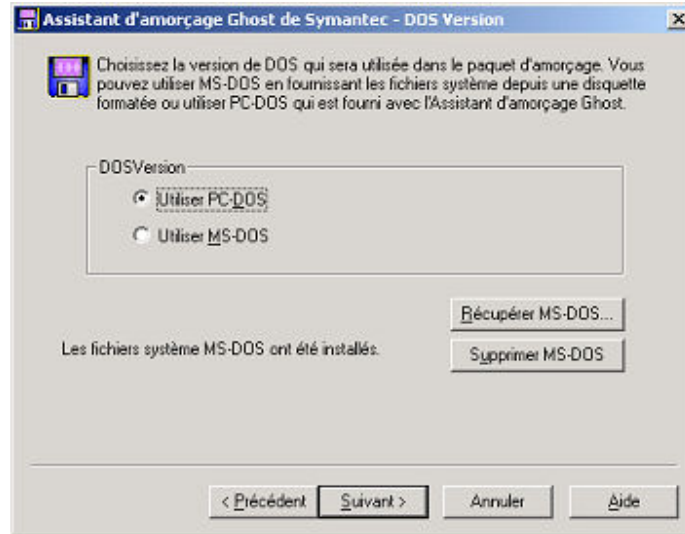 Assistant d'amorçage Ghost de Symantec - DOS Version
Choisissez la version de DOS qui sera utilisée dans le paquet d'amorçage. Vous
pouvez utiliser MS-DOS en fournissant les fichiers système depuis une disquette
formatée ou utiliser PC-DOS qui est fourni avec l'Assistant d'amorçage Ghost.
DOSVersion
Utiliser PC-DOS
Utiliser MS-DOS
Récupérer MS-DOS...
Les fichiers système MS-DOS ont été installés.
Supprimer MS-DOS
< Précédent
Suivant >
Annuler
Aide